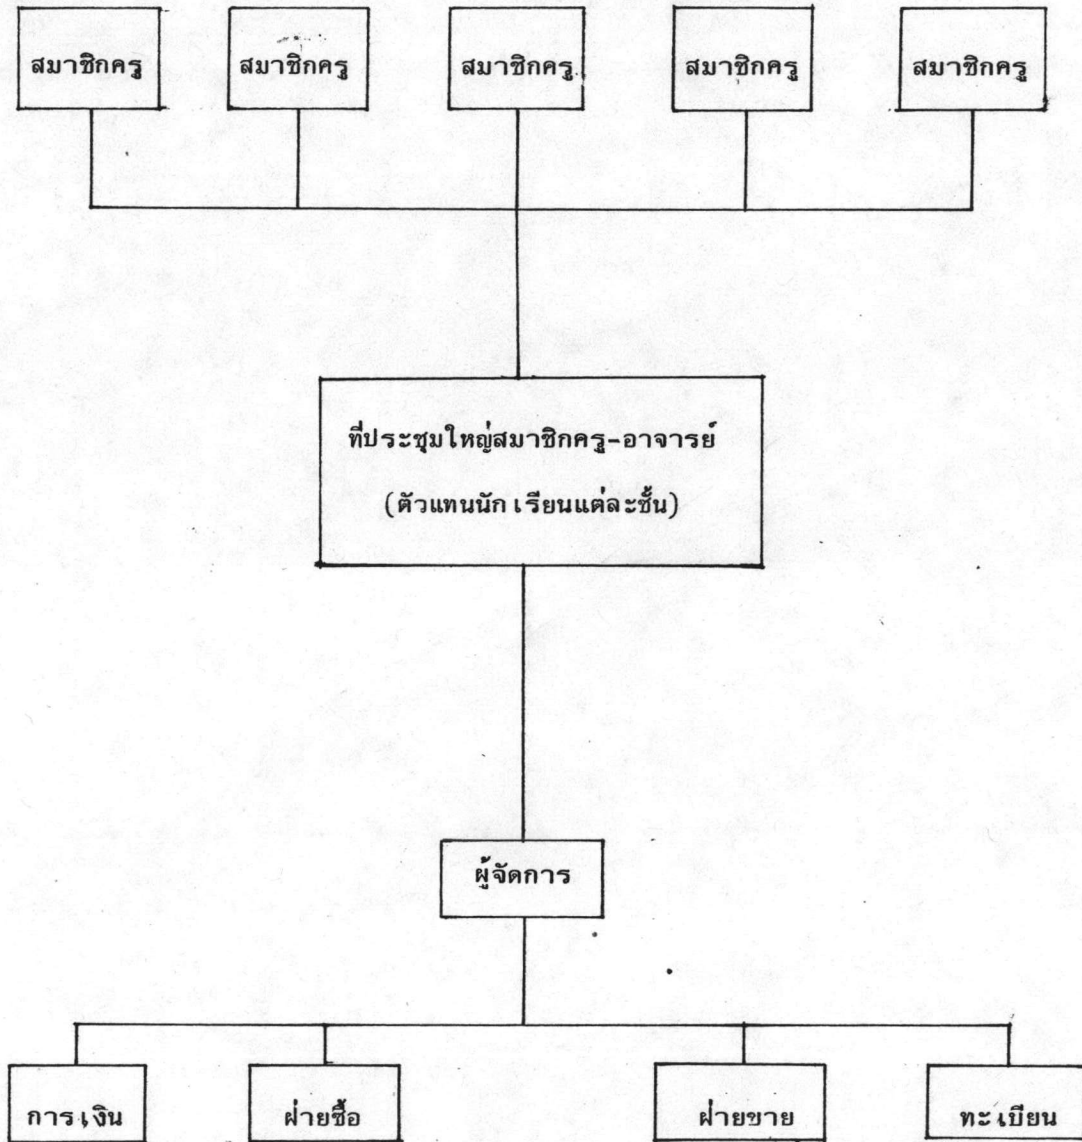 สมาชิกครู สมาชิกครู สมาชิกครู สมาชิกครู สมาชิกครู
ที่ประชุมใหญ่สมาชิกครู-อาจารย์
(ตัวแทนนักเรียนแต่ละชั้น)
ผู้จัดการ
การเงิน ฝ่ายซื้อ ฝ่ายขาย ทะเบียน